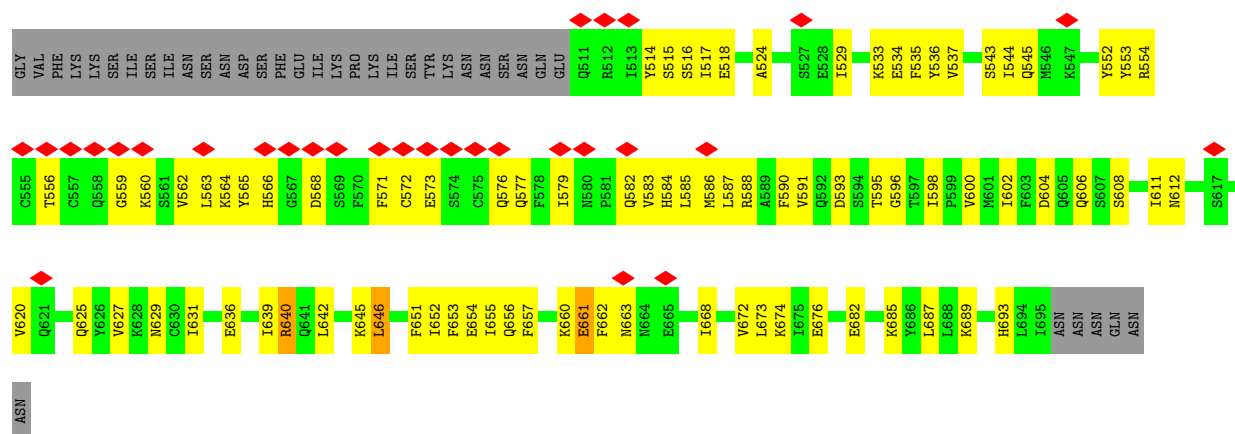 GLY VAL PHE LYS LYS SER ILE SER ILE ASN SER ASN ASP SER PHE GLU ILE LYS PRO LYS ILE SER TYR LYS ASN ASN SER ASN GLN GLU Q511 R512 I513 Y514 S515 S516 I517 E518 A524 S527 E528 I529 K533 E534 F535 Y536 V537 S543 I544 Q545 M546 K547 Y552 Y553 R554
C555 T556 C557 Q558 G559 K560 S561 V562 L563 K564 Y565 H566 G567 D568 S569 F570 F571 C572 E573 S574 C575 Q576 Q577 F578 I579 N580 P581 Q582 V583 H584 L585 M586 L587 R588 A589 F590 V591 Q592 D593 S594 T595 G596 T597 I598 P599 V600 M601 I602 F603 D604 Q605 Q606 S607 S608 I611 N612 S617
V620 Q621 Q625 Y626 V627 K628 N629 C630 I631 E636 I639 R640 Q641 L642 K645 L646 F651 I652 F653 E654 I655 Q656 F657 K660 E661 F662 N663 N664 E665 I668 V672 L673 K674 I675 E676 E682 K685 Y686 L687 L688 K689 H693 L694 I695 ASN ASN ASN GLN ASN
ASN